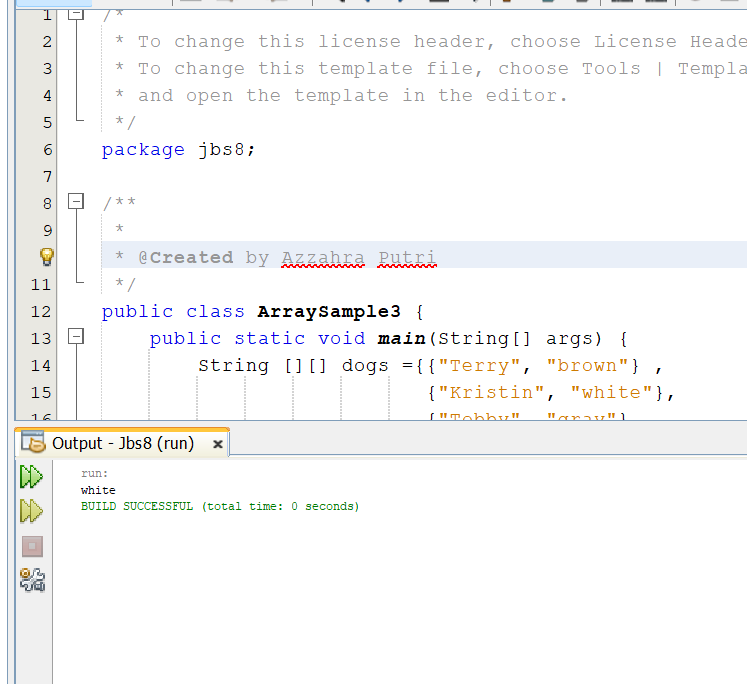 1 /*
2 * To change this license header, choose License Heade
3 * To change this template file, choose Tools | Templa
4 * and open the template in the editor.
5 */
6 package jbs8;
7
8 /**
9 *
* @Created by Azzahra Putri
11 */
12 public class ArraySample3 {
13 public static void main(String[] args) {
14 String [][] dogs ={{"Terry", "brown"} ,
15 {"Kristin", "white"},
16 {"Tobby", "gray"}
Output - Jbs8 (run) x
run:
white
BUILD SUCCESSFUL (total time: 0 seconds)